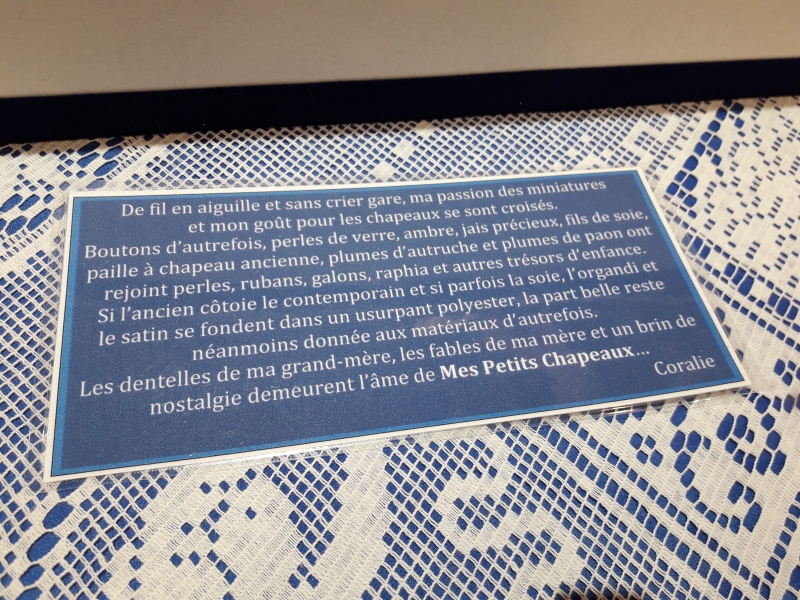 De fil en aiguille et sans crier gare, ma passion des miniatures
et mon goût pour les chapeaux se sont croisés.
Boutons d'autrefois, perles de verre, ambre, jais précieux, fils de soie,
paille à chapeau ancienne, plumes d'autruche et plumes de paon ont
rejoint perles, rubans, galons, raphia et autres trésors d'enfance.
Si l'ancien côtoie le contemporain et si parfois la soie, l'organdi et
le satin se fondent dans un usurpant polyester, la part belle reste
néanmoins donnée aux matériaux d'autrefois.
Les dentelles de ma grand-mère, les fables de ma mère et un brin de
nostalgie demeurent l'âme de Mes Petits Chapeaux...
Coralie